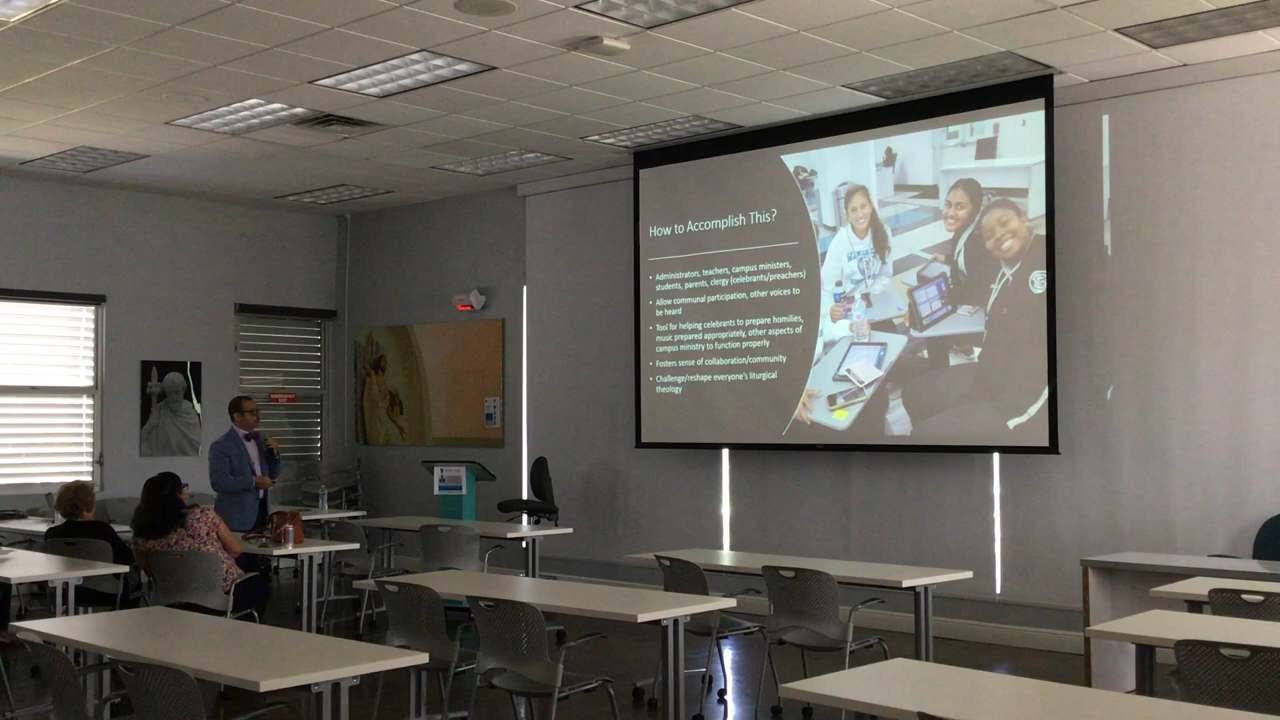 How to Accomplish This?
• Administrators, teachers, campus ministers,
students, parents, clergy (celebrants/preachers)
• Allow communal participation, other voices to
be heard
• Tool for helping celebrants to prepare homilies,
music prepared appropriately, other aspects of
campus ministry to function properly
• Fosters sense of collaboration/community
• Challenge/reshape everyone's liturgical
theology
EMERGENCY
EXIT